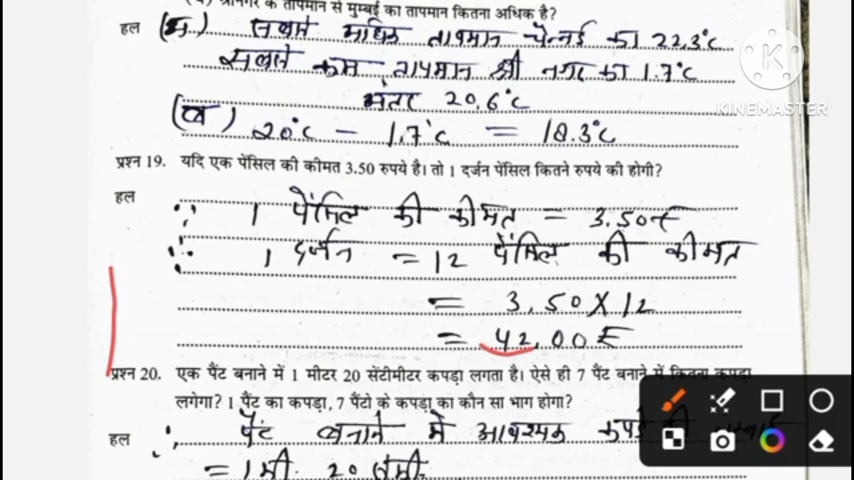 श्रीनगर के तापमान से मुम्बई का तापमान कितना अधिक है?
हल (अ) सबसे अधिक तापमान चेन्नई का 22.3°C
सबसे कम तापमान श्री नगर का 1.7°C
अंतर 20.6°C
(ब) 20°C - 1.7°C = 18.3°C
KINEMASTER
प्रश्न 19. यदि एक पेंसिल की कीमत 3.50 रुपये है। तो 1 दर्जन पेंसिल कितने रुपये की होगी?
हल
∵ 1 पेंसिल की कीमत = 3.50₹
∴ 1 दर्जन = 12 पेंसिल की कीमत
= 3.50 X 12
= 42.00₹
प्रश्न 20. एक पैंट बनाने में 1 मीटर 20 सेंटीमीटर कपड़ा लगता है। ऐसे ही 7 पैंट बनाने में कितना कपड़ा
लगेगा? 1 पैंट का कपड़ा, 7 पैंटो के कपड़ा का कौन सा भाग होगा?
हल ∵ पैंट बनाने में आवश्यक कपड़े की
= 1 मी. 20 सेमी.